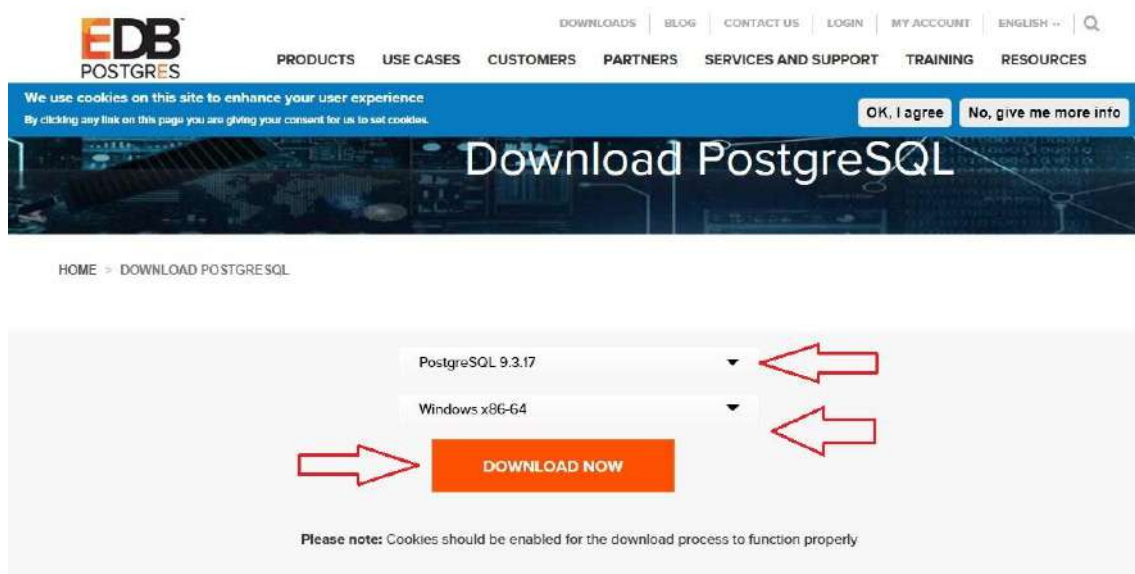 DOWNLOADS BLOG CONTACT US LOGIN MY ACCOUNT ENGLISH
EDB
POSTGRES
PRODUCTS USE CASES CUSTOMERS PARTNERS SERVICES AND SUPPORT TRAINING RESOURCES
We use cookies on this site to enhance your user experience
By clicking any link on this page you are giving your consent for us to set cookies.
OK, I agree No, give me more info
Download PostgreSQL
HOME > DOWNLOAD POSTGRESQL
PostgreSQL 9.3.17
Windows x86-64
DOWNLOAD NOW
Please note: Cookies should be enabled for the download process to function properly